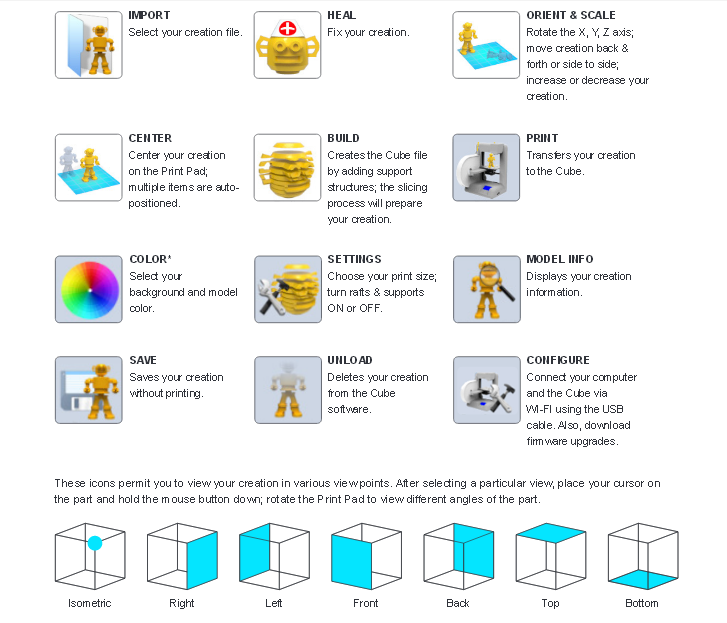 IMPORT
Select your creation file.
HEAL
Fix your creation.
ORIENT & SCALE
Rotate the X, Y, Z axis;
move creation back &
forth or side to side;
increase or decrease your
creation.
CENTER
Center your creation
on the Print Pad;
multiple items are auto-
positioned.
BUILD
Creates the Cube file
by adding support
structures; the slicing
process will prepare
your creation.
PRINT
Transfers your creation
to the Cube.
COLOR*
Select your
background and model
color.
SETTINGS
Choose your print size;
turn rafts & supports
ON or OFF.
MODEL INFO
Displays your creation
information.
SAVE
Saves your creation
without printing.
UNLOAD
Deletes your creation
from the Cube
software.
CONFIGURE
Connect your computer
and the Cube via
WI-FI using the USB
cable. Also, download
firmware upgrades.
These icons permit you to view your creation in various viewpoints. After selecting a particular view, place your cursor on
the part and hold the mouse button down; rotate the Print Pad to view different angles of the part.
Isometric
Right
Left
Front
Back
Top
Bottom